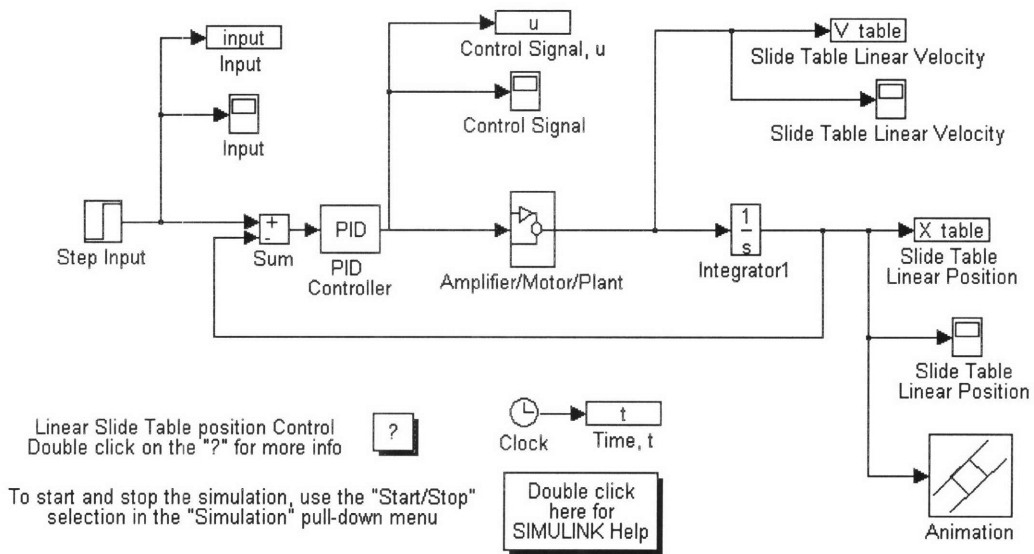 input
Input
Input
u
Control Signal, u
Control Signal
V table
Slide Table Linear Velocity
Slide Table Linear Velocity
Step Input
+
-
Sum
PID
PID
Controller
Amplifier/Motor/Plant
1
s
Integrator1
X table
Slide Table
Linear Position
Slide Table
Linear Position
Linear Slide Table position Control
Double click on the "?" for more info
?
Clock
t
Time, t
To start and stop the simulation, use the "Start/Stop"
selection in the "Simulation" pull-down menu
Double click
here for
SIMULINK Help
Animation